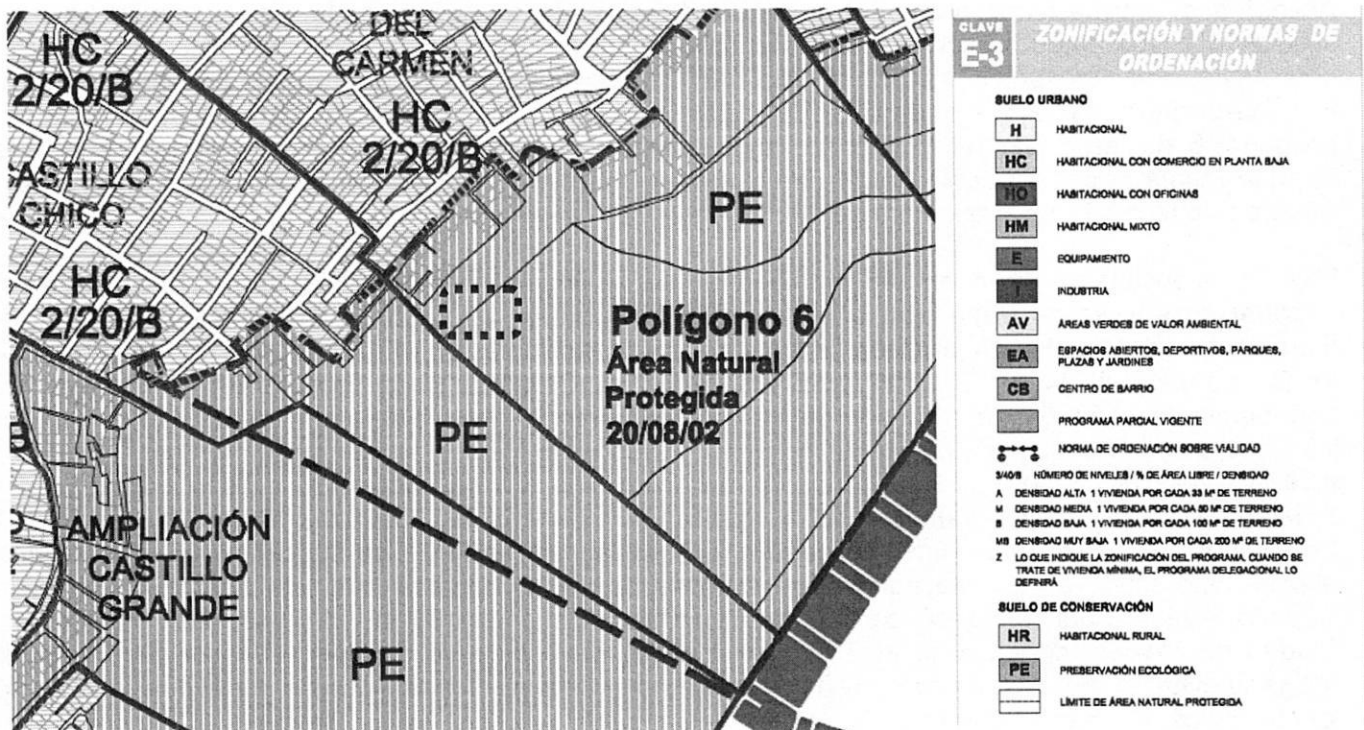 DEL
CARMEN
HC
2/20/B
HC
2/20/B
CASTILLO
CHICO
HC
2/20/B
PE
Polígono 6
Área Natural
Protegida
20/08/02
PE
AMPLIACIÓN
CASTILLO
GRANDE
PE
CLAVE
E-3
ZONIFICACIÓN Y NORMAS DE
ORDENACIÓN
SUELO URBANO
H HABITACIONAL
HC HABITACIONAL CON COMERCIO EN PLANTA BAJA
HO HABITACIONAL CON OFICINAS
HM HABITACIONAL MIXTO
E EQUIPAMIENTO
I INDUSTRIA
AV ÁREAS VERDES DE VALOR AMBIENTAL
EA ESPACIOS ABIERTOS, DEPORTIVOS, PARQUES,
PLAZAS Y JARDINES
CB CENTRO DE BARRIO
PROGRAMA PARCIAL VIGENTE
NORMA DE ORDENACIÓN SOBRE VIALIDAD
3/40/B NÚMERO DE NIVELES / % DE ÁREA LIBRE / DENSIDAD
A DENSIDAD ALTA 1 VIVIENDA POR CADA 33 M² DE TERRENO
M DENSIDAD MEDIA 1 VIVIENDA POR CADA 50 M² DE TERRENO
B DENSIDAD BAJA 1 VIVIENDA POR CADA 100 M² DE TERRENO
MB DENSIDAD MUY BAJA 1 VIVIENDA POR CADA 200 M² DE TERRENO
Z LO QUE INDIQUE LA ZONIFICACIÓN DEL PROGRAMA. CUANDO SE
TRATE DE VIVIENDA MÍNIMA, EL PROGRAMA DELEGACIONAL LO
DEFINIRÁ
SUELO DE CONSERVACIÓN
HR HABITACIONAL RURAL
PE PRESERVACIÓN ECOLÓGICA
LÍMITE DE ÁREA NATURAL PROTEGIDA